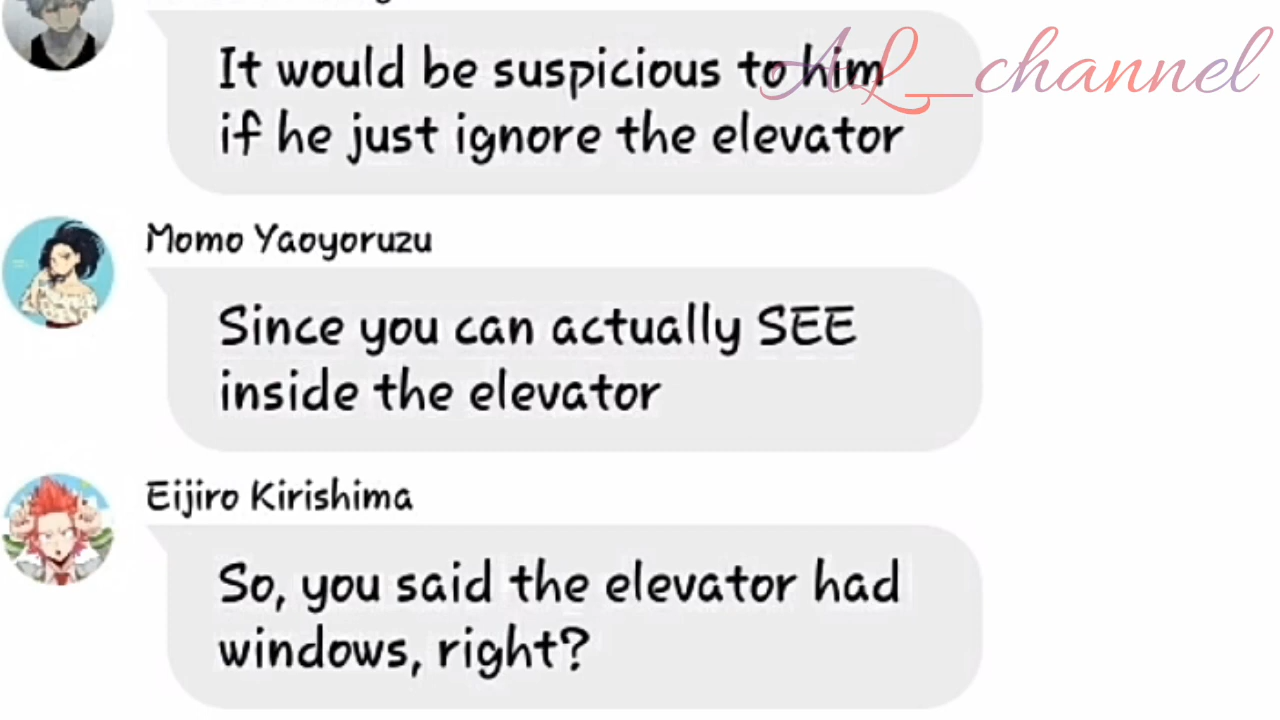 It would be suspicious to him
if he just ignore the elevator
AL_channel
Momo Yaoyoruzu
Since you can actually SEE
inside the elevator
Eijiro Kirishima
So, you said the elevator had
windows, right?